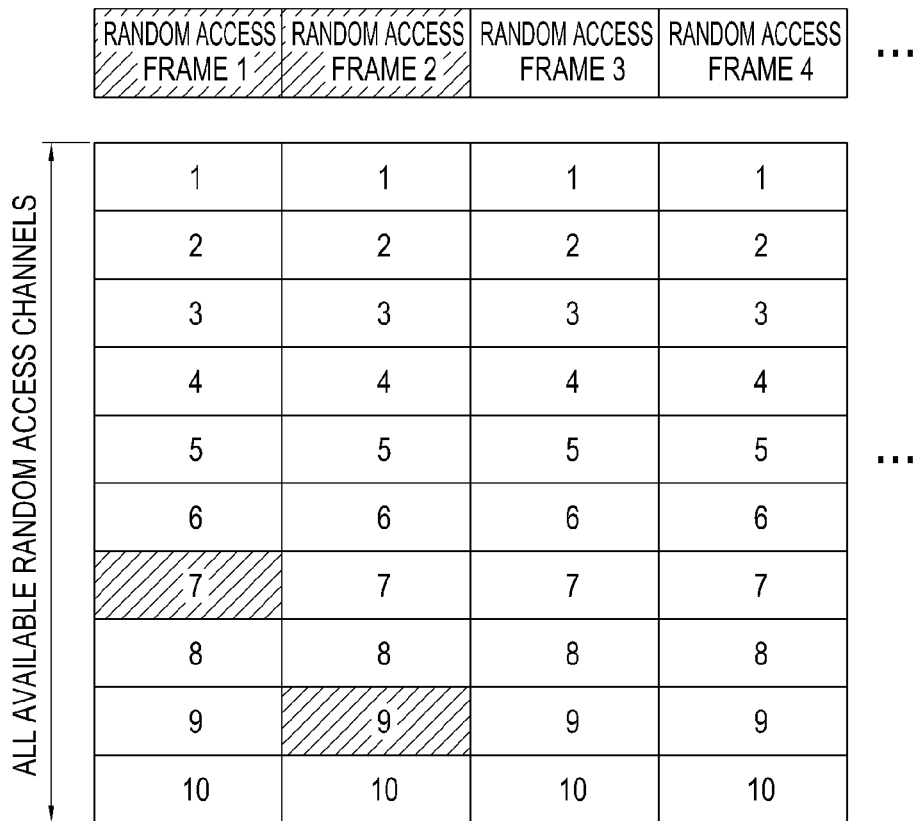 RANDOM ACCESS FRAME 1 RANDOM ACCESS FRAME 2 RANDOM ACCESS FRAME 3 RANDOM ACCESS FRAME 4 ...
ALL AVAILABLE RANDOM ACCESS CHANNELS
1 1 1 1
2 2 2 2
3 3 3 3
4 4 4 4
5 5 5 5 ...
6 6 6 6
7 7 7 7
8 8 8 8
9 9 9 9
10 10 10 10